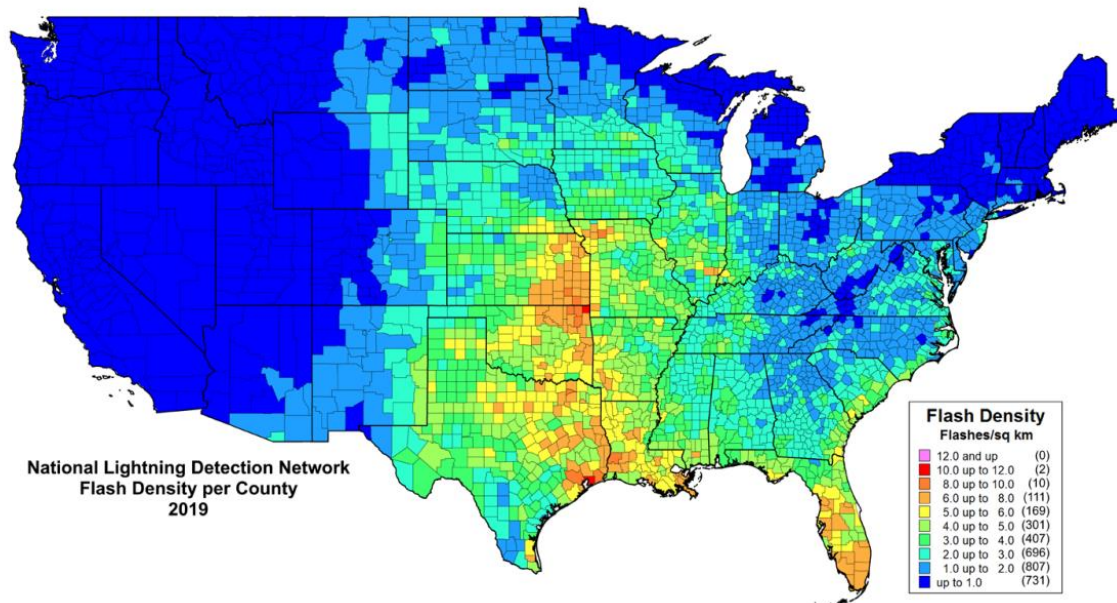 National Lightning Detection Network
Flash Density per County
2019
Flash Density
Flashes/sq km
12.0 and up (0)
10.0 up to 12.0 (2)
8.0 up to 10.0 (10)
6.0 up to 8.0 (111)
5.0 up to 6.0 (169)
4.0 up to 5.0 (301)
3.0 up to 4.0 (407)
2.0 up to 3.0 (696)
1.0 up to 2.0 (807)
up to 1.0 (731)